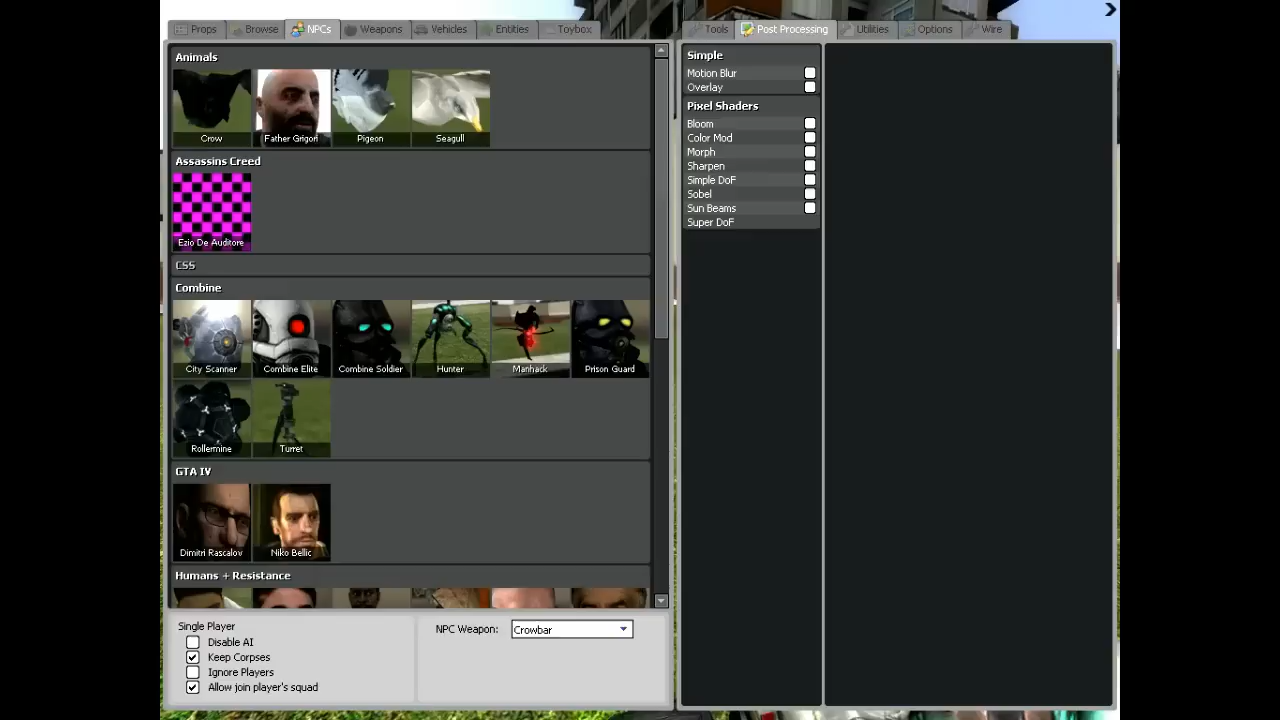 Props Browse NPCs Weapons Vehicles Entities Toybox
Animals
Crow Father Grigori Pigeon Seagull
Assassins Creed
Ezio De Auditore
CSS
Combine
City Scanner Combine Elite Combine Soldier Hunter Manhack Prison Guard
Rollermine Turret
GTA IV
Dimitri Rascalov Niko Bellic
Humans + Resistance
Single Player
Disable AI
Keep Corpses
Ignore Players
Allow join player's squad
NPC Weapon: Crowbar
Tools Post Processing Utilities Options Wire
Simple
Motion Blur
Overlay
Pixel Shaders
Bloom
Color Mod
Morph
Sharpen
Simple DoF
Sobel
Sun Beams
Super DoF